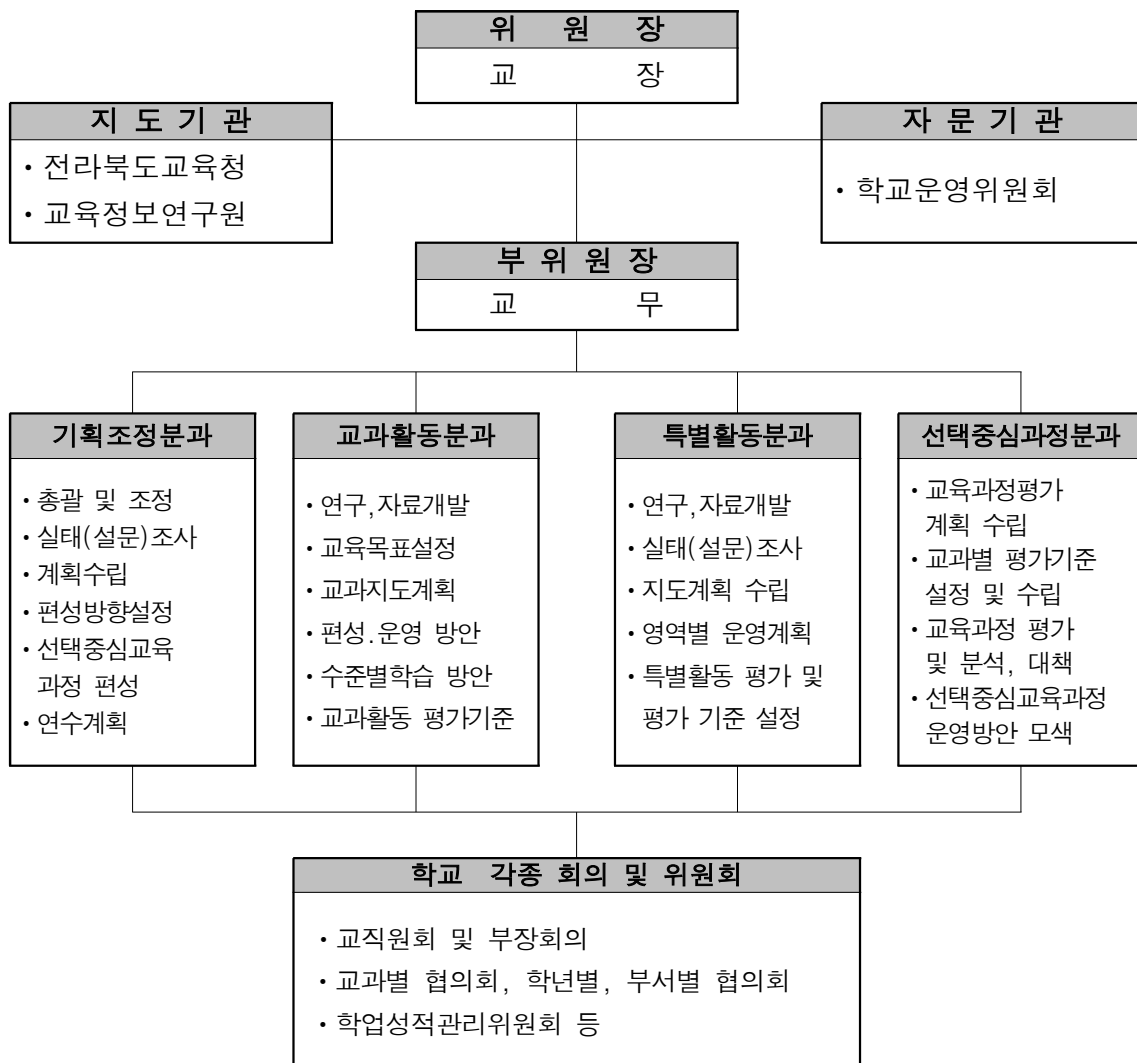 위 원 장
교 장
지 도 기 관
· 전라북도교육청
· 교육정보연구원
자 문 기 관
· 학교운영위원회
부 위 원 장
교 무
기획조정분과
· 총괄 및 조정
· 실태(설문)조사
· 계획수립
· 편성방향설정
· 선택중심교육
과정 편성
· 연수계획
교과활동분과
· 연구,자료개발
· 교육목표설정
· 교과지도계획
· 편성.운영 방안
· 수준별학습 방안
· 교과활동 평가기준
특별활동분과
· 연구,자료개발
· 실태(설문)조사
· 지도계획 수립
· 영역별 운영계획
· 특별활동 평가 및
평가 기준 설정
선택중심과정분과
· 교육과정평가
계획 수립
· 교과별 평가기준
설정 및 수립
· 교육과정 평가
및 분석, 대책
· 선택중심교육과정
운영방안 모색
학교 각종 회의 및 위원회
· 교직원회 및 부장회의
· 교과별 협의회, 학년별, 부서별 협의회
· 학업성적관리위원회 등